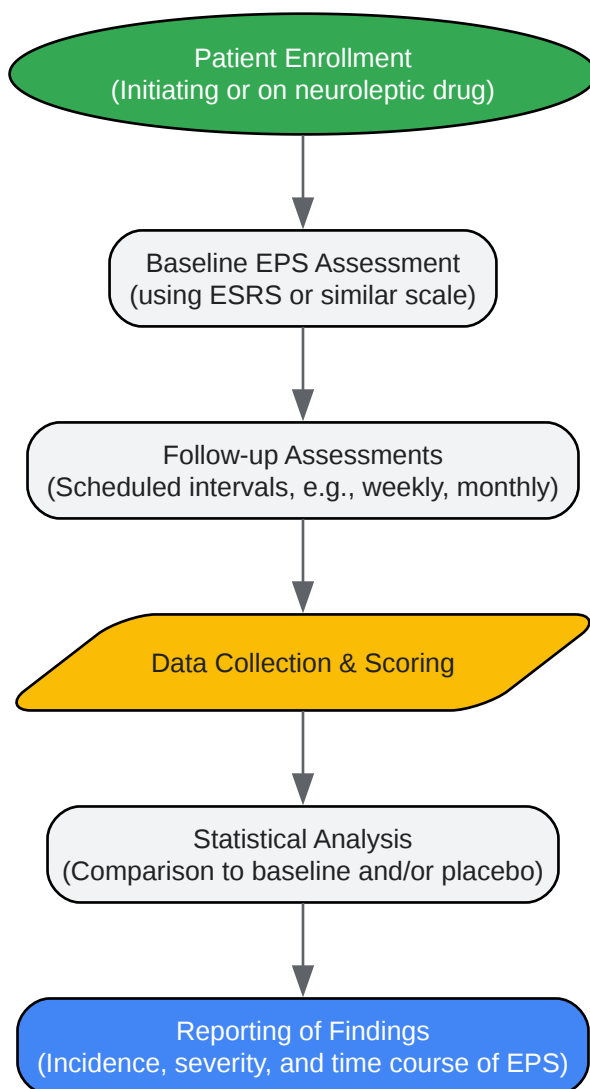 Patient Enrollment
(Initiating or on neuroleptic drug)
Baseline EPS Assessment
(using ESRS or similar scale)
Follow-up Assessments
(Scheduled intervals, e.g., weekly, monthly)
Data Collection & Scoring
Statistical Analysis
(Comparison to baseline and/or placebo)
Reporting of Findings
(Incidence, severity, and time course of EPS)